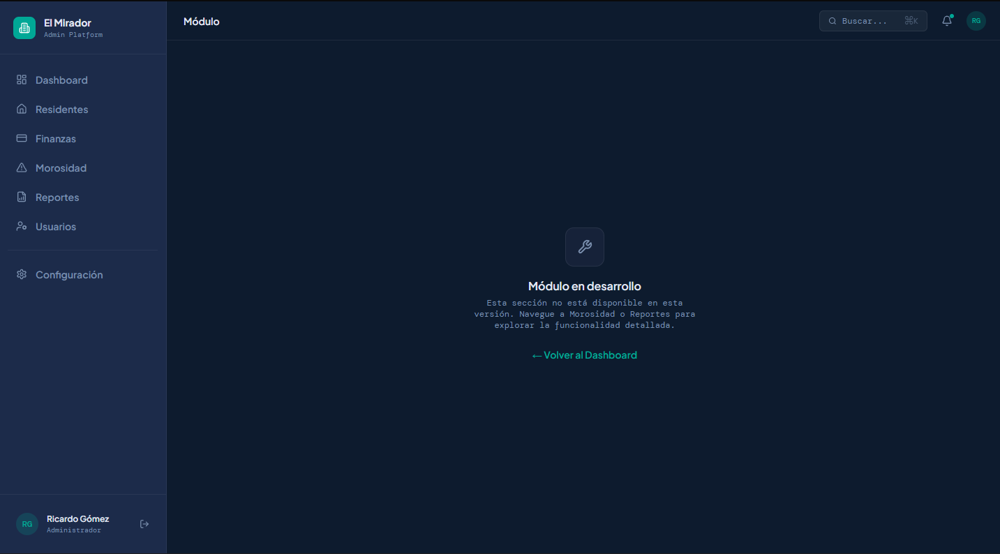 El Mirador
Admin Platform
Dashboard
Residentes
Finanzas
Morosidad
Reportes
Usuarios
Configuración
RG
Ricardo Gómez
Administrador
Módulo
Buscar... ⌘K
RG
Módulo en desarrollo
Esta sección no está disponible en esta
versión. Navegue a Morosidad o Reportes para
explorar la funcionalidad detallada.
← Volver al Dashboard